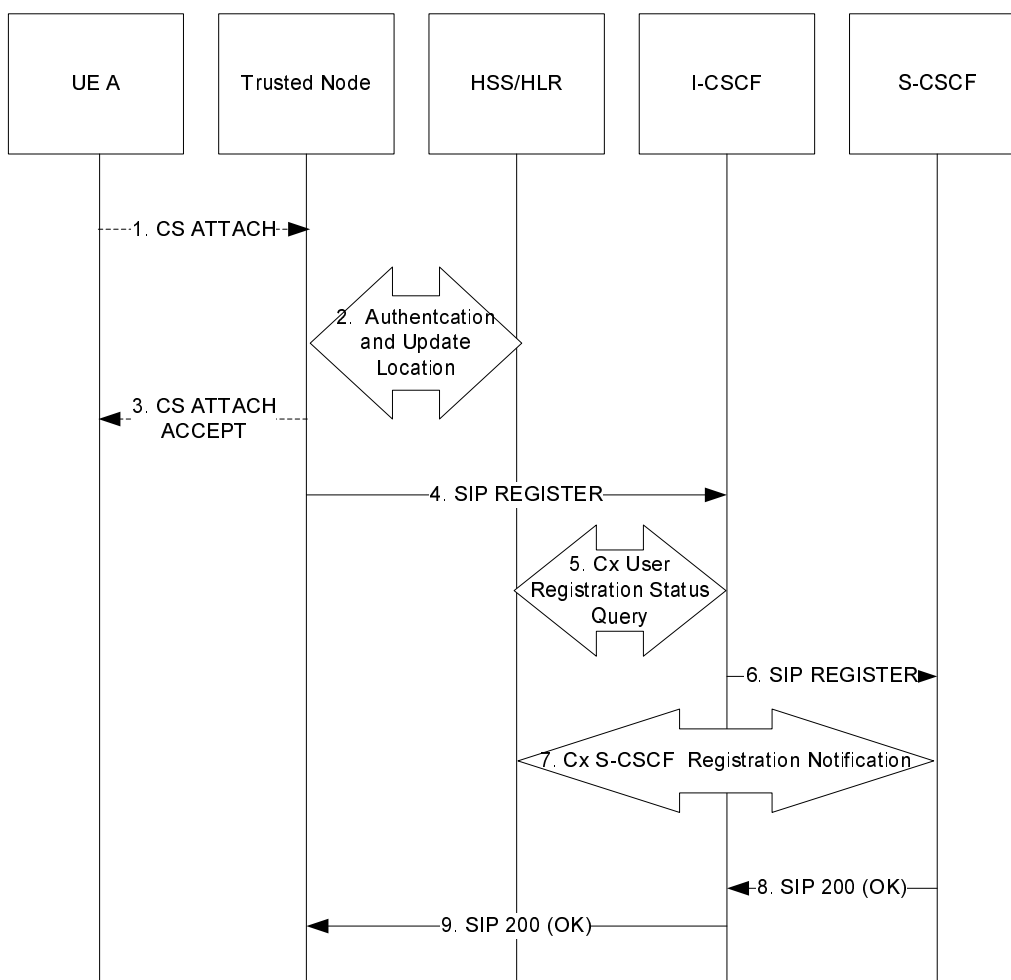 UE A
Trusted Node
HSS/HLR
I-CSCF
S-CSCF
1. CS ATTACH
2. Authentcation
and Update
Location
3. CS ATTACH
ACCEPT
4. SIP REGISTER
5. Cx User
Registration Status
Query
6. SIP REGISTER
7. Cx S-CSCF Registration Notification
8. SIP 200 (OK)
9. SIP 200 (OK)